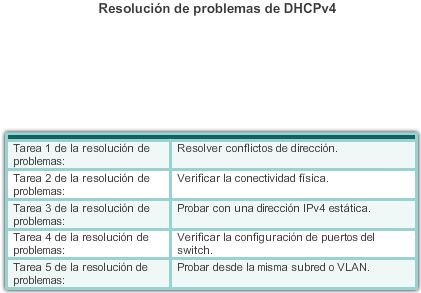 Resolución de problemas de DHCPv4
Tarea 1 de la resolución de problemas:
Resolver conflictos de dirección.
Tarea 2 de la resolución de problemas:
Verificar la conectividad física.
Tarea 3 de la resolución de problemas:
Probar con una dirección IPv4 estática.
Tarea 4 de la resolución de problemas:
Verificar la configuración de puertos del switch.
Tarea 5 de la resolución de problemas:
Probar desde la misma subred o VLAN.